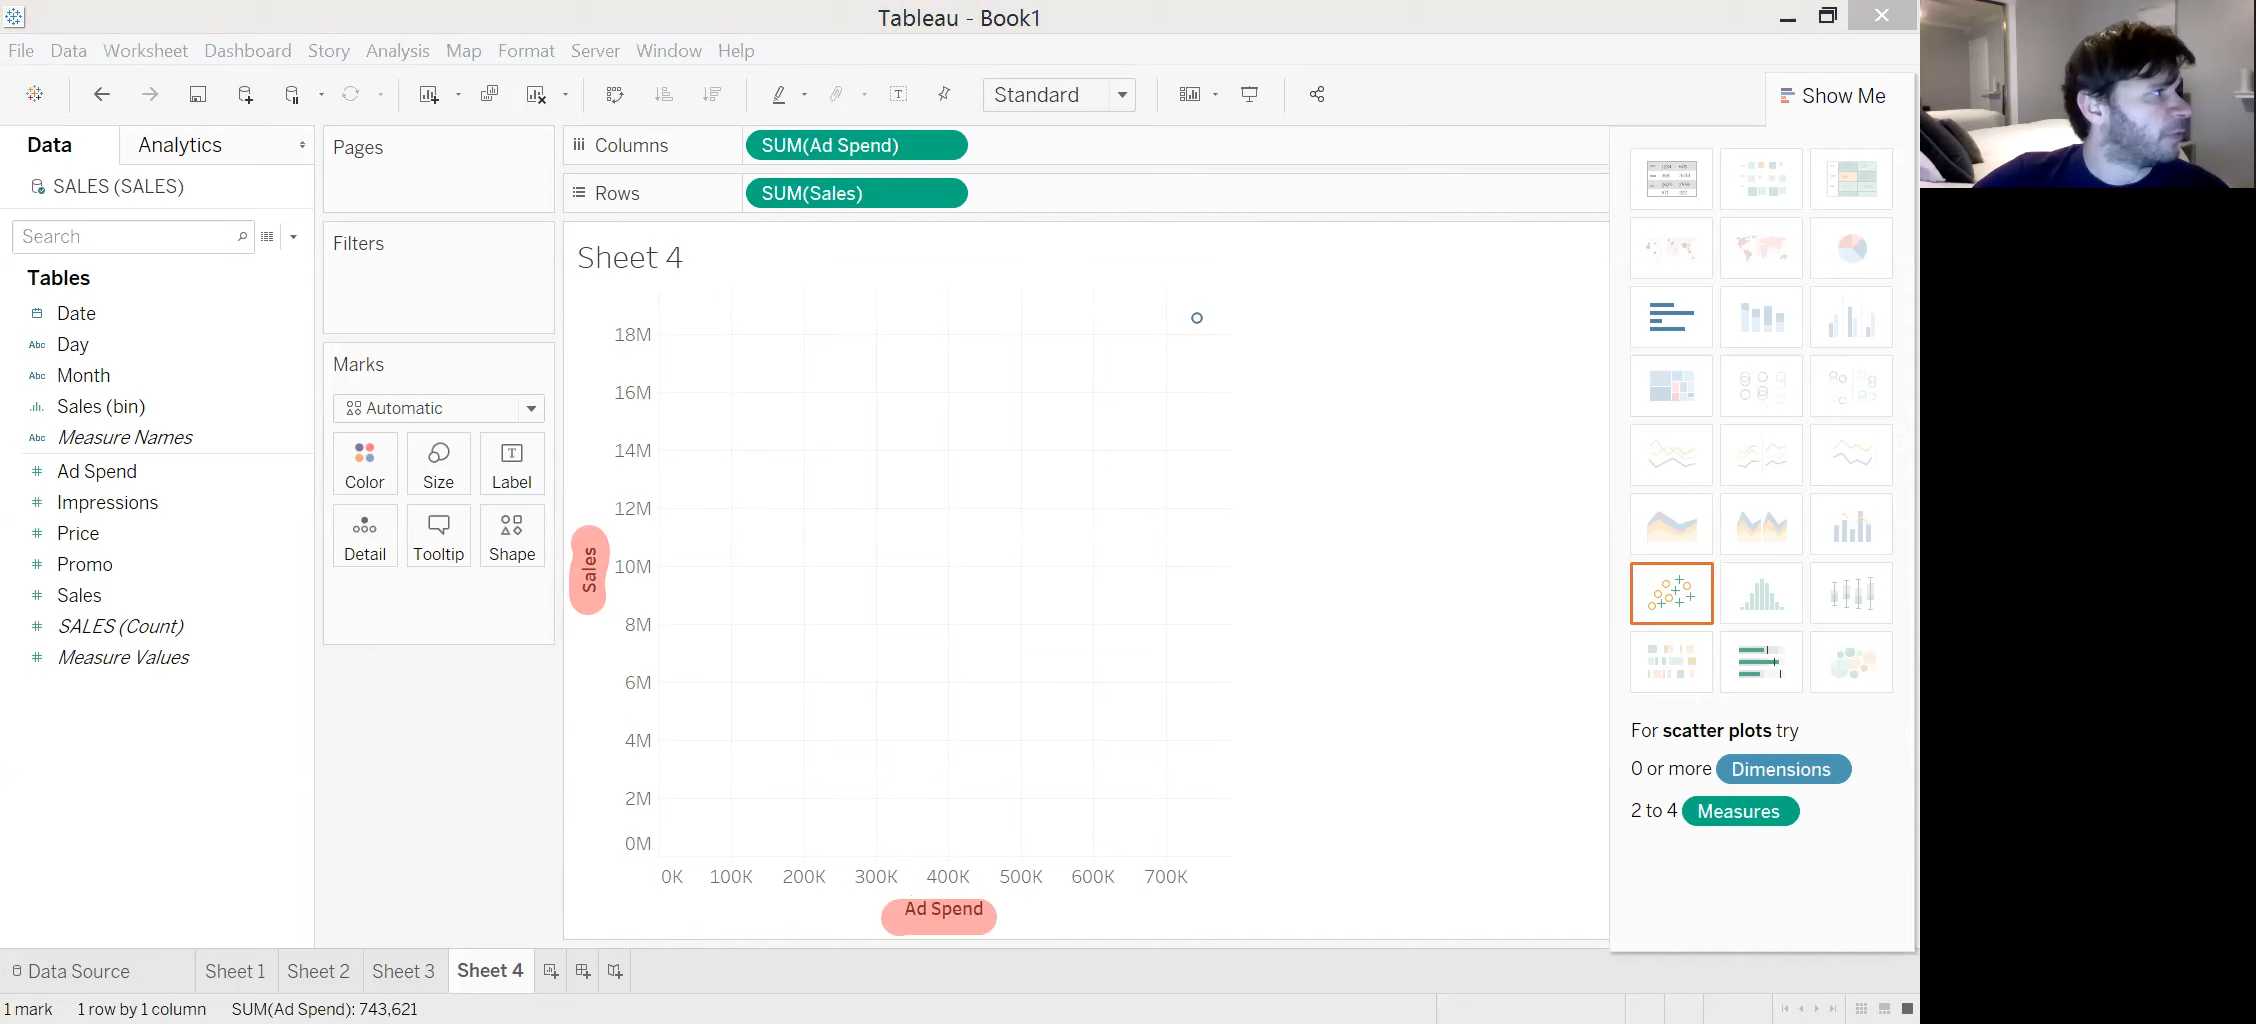 Tableau - Book1
File Data Worksheet Dashboard Story Analysis Map Format Server Window Help
Standard
Show Me
Data
Analytics
SALES (SALES)
Search
Tables
Date
Abc Day
Abc Month
Sales (bin)
Abc Measure Names
# Ad Spend
# Impressions
# Price
# Promo
# Sales
# SALES (Count)
# Measure Values
Pages
Filters
Marks
Automatic
Color Size Label
Detail Tooltip Shape
Columns SUM(Ad Spend)
Rows SUM(Sales)
Sheet 4
Sales
18M
16M
14M
12M
10M
8M
6M
4M
2M
0M
0K 100K 200K 300K 400K 500K 600K 700K
Ad Spend
For scatter plots try
0 or more Dimensions
2 to 4 Measures
Data Source Sheet 1 Sheet 2 Sheet 3 Sheet 4
1 mark 1 row by 1 column SUM(Ad Spend): 743,621